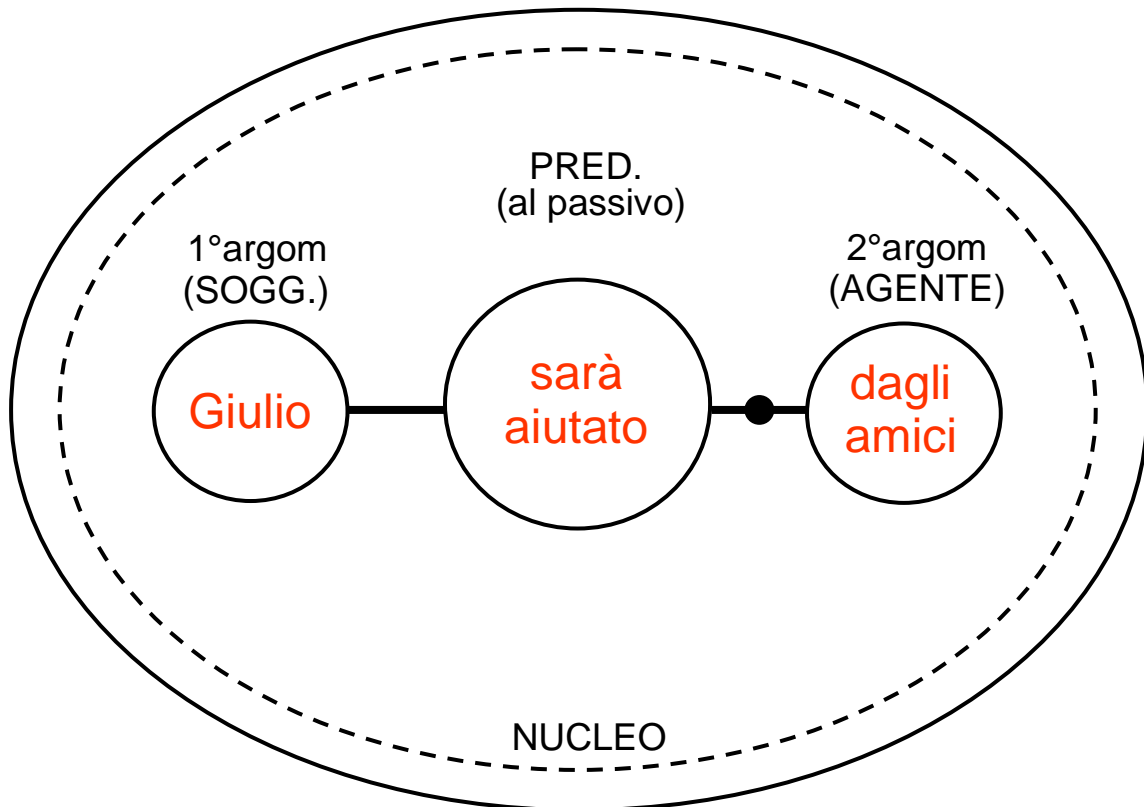 PRED.
(al passivo)
1°argom
(SOGG.)
2°argom
(AGENTE)
Giulio
sarà
aiutato
dagli
amici
NUCLEO